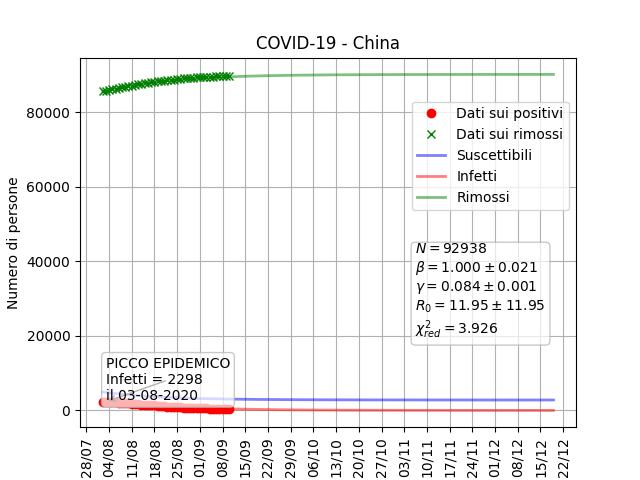 COVID-19 - China
Numero di persone
80000
60000
40000
20000
0
Dati sui positivi
Dati sui rimossi
Suscettibili
Infetti
Rimossi
N = 92938
β = 1.000 ± 0.021
γ = 0.084 ± 0.001
R₀ = 11.95 ± 11.95
χ²red = 3.926
PICCO EPIDEMICO
Infetti = 2298
il 03-08-2020
28/07
04/08
11/08
18/08
25/08
01/09
08/09
15/09
22/09
29/09
06/10
13/10
20/10
27/10
03/11
10/11
17/11
24/11
01/12
08/12
15/12
22/12